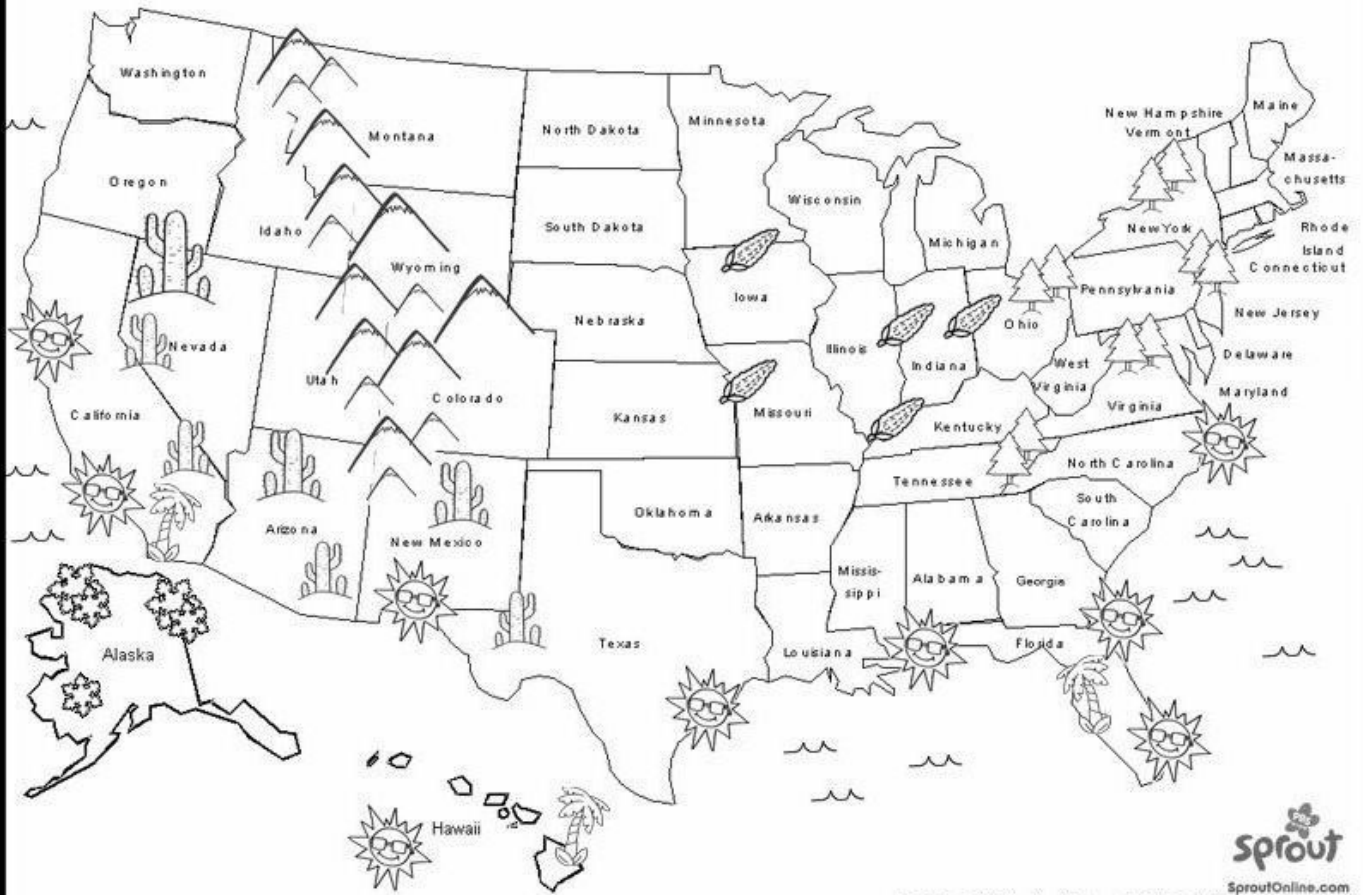 Washington
Oregon
Idaho
Montana
Wyoming
Nevada
Utah
Colorado
California
Arizona
New Mexico
North Dakota
South Dakota
Nebraska
Kansas
Oklahoma
Texas
Minnesota
Iowa
Missouri
Arkansas
Louisiana
Wisconsin
Illinois
Michigan
Indiana
Ohio
Kentucky
Tennessee
Missis-
sippi
Alabama
Georgia
Florida
South
Carolina
North Carolina
Virginia
West
Virginia
Pennsylvania
New York
New Hampshire
Vermont
Maine
Massa-
chusetts
Rhode
Island
Connecticut
New Jersey
Delaware
Maryland
Alaska
Hawaii
PBS
sprout
SproutOnline.com